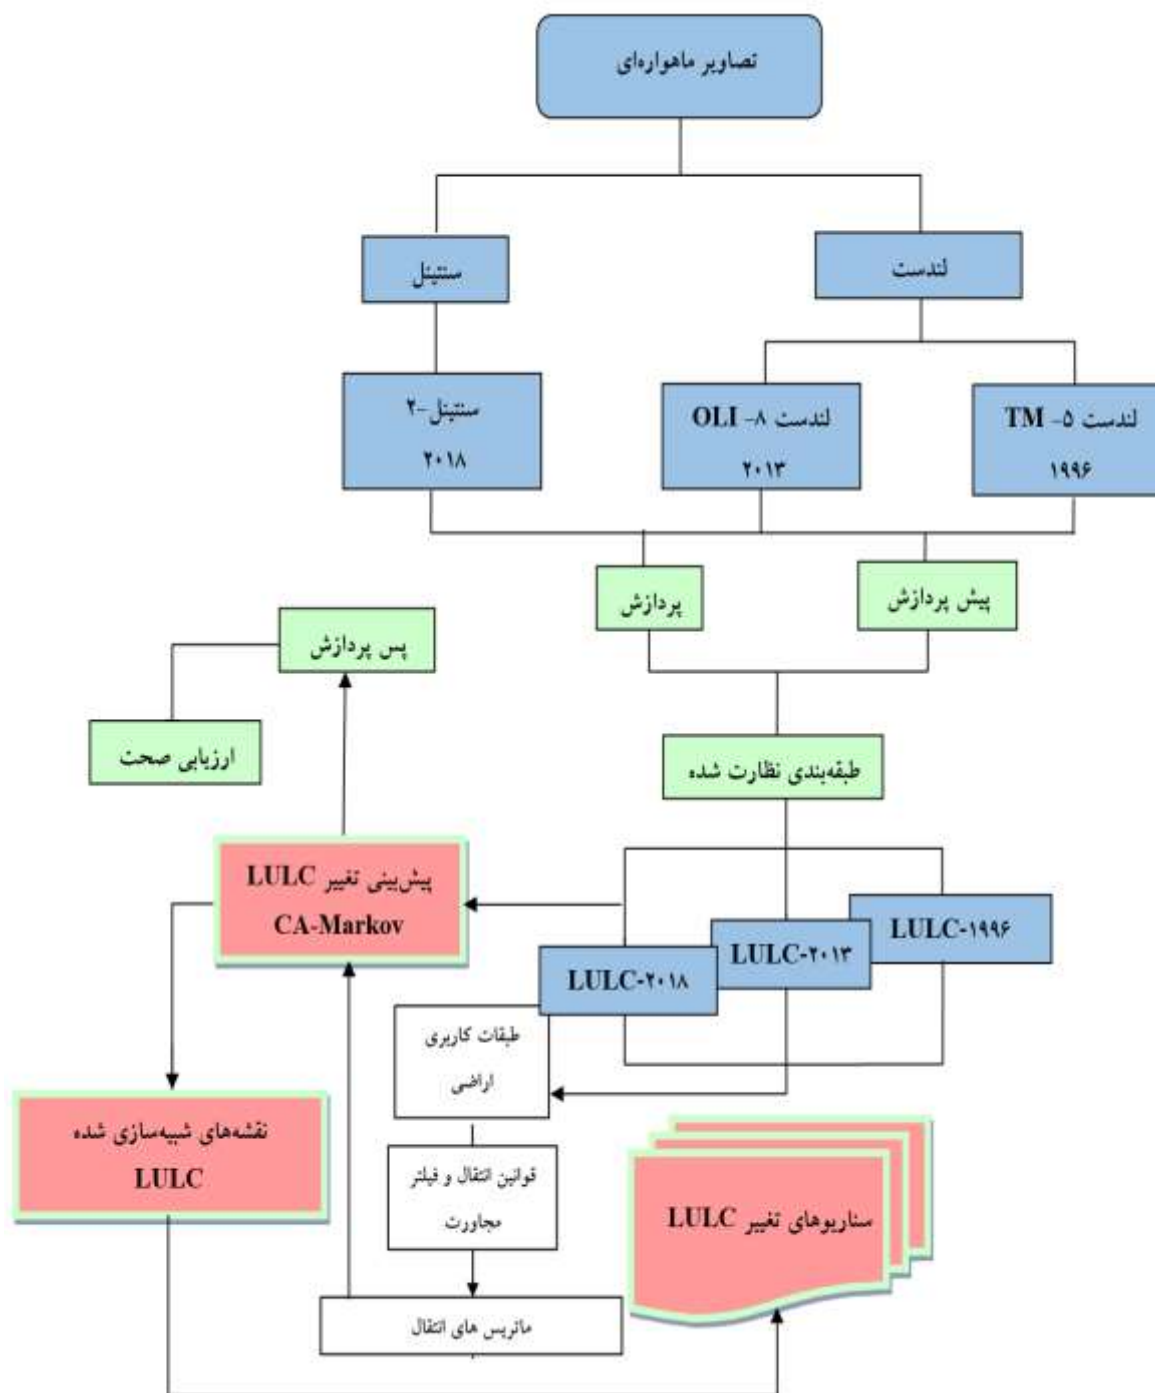 تصاویر ماهواره‌ای
لندست
سنتینل
لندست ۵- TM
۱۹۹۶
لندست ۸- OLI
۲۰۱۳
سنتینل-۲
۲۰۱۸
پیش پردازش
پردازش
پس پردازش
ارزیابی صحت
طبقه‌بندی نظارت شده
پیش‌بینی تغییر LULC
CA-Markov
LULC-۱۹۹۶
LULC-۲۰۱۳
LULC-۲۰۱۸
طبقات کاربری
اراضی
نقشه‌های شبیه‌سازی شده
LULC
قوانین انتقال و فیلتر
مجاورت
سناریوهای تغییر LULC
ماتریس های انتقال